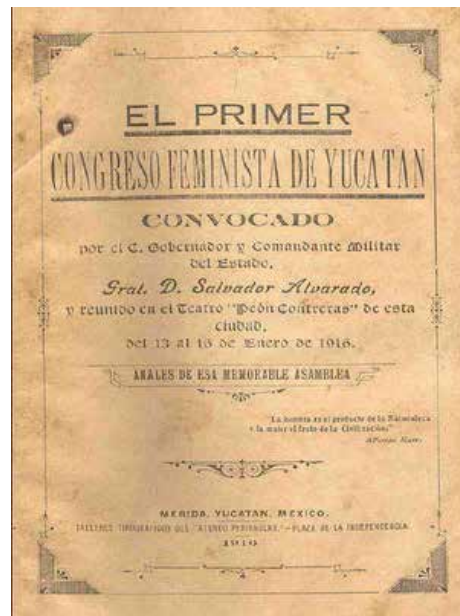 EL PRIMER
CONGRESO FEMINISTA DE YUCATAN
CONVOCADO
por el C. Gobernador y Comandante Militar
del Estado,
Gral. D. Salvador Alvarado,
y reunido en el Teatro "Peón Contreras" de esta
ciudad,
del 13 al 16 de Enero de 1916.
ANALES DE ESA MEMORABLE ASAMBLEA
es el producto de la Naturaleza
y la mujer el fruto de la Civilización."
MERIDA, YUCATAN, MEXICO.
TALLERES TIPOGRAFICOS DEL "ATENEO PENINSULAR."—PLAZA DE LA INDEPENDENCIA
1916